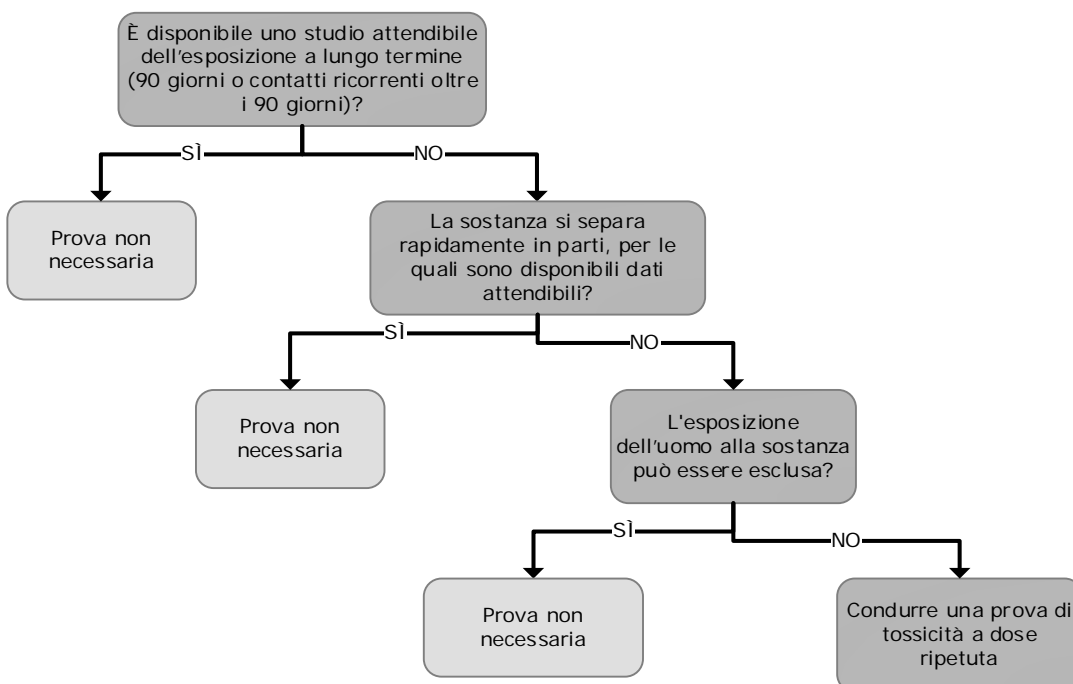 È disponibile uno studio attendibile
dell'esposizione a lungo termine
(90 giorni o contatti ricorrenti oltre
i 90 giorni)?
SÌ
NO
Prova non
necessaria
La sostanza si separa
rapidamente in parti, per le
quali sono disponibili dati
attendibili?
SÌ
NO
Prova non
necessaria
L'esposizione
dell'uomo alla sostanza
può essere esclusa?
SÌ
NO
Prova non
necessaria
Condurre una prova di
tossicità a dose
ripetuta